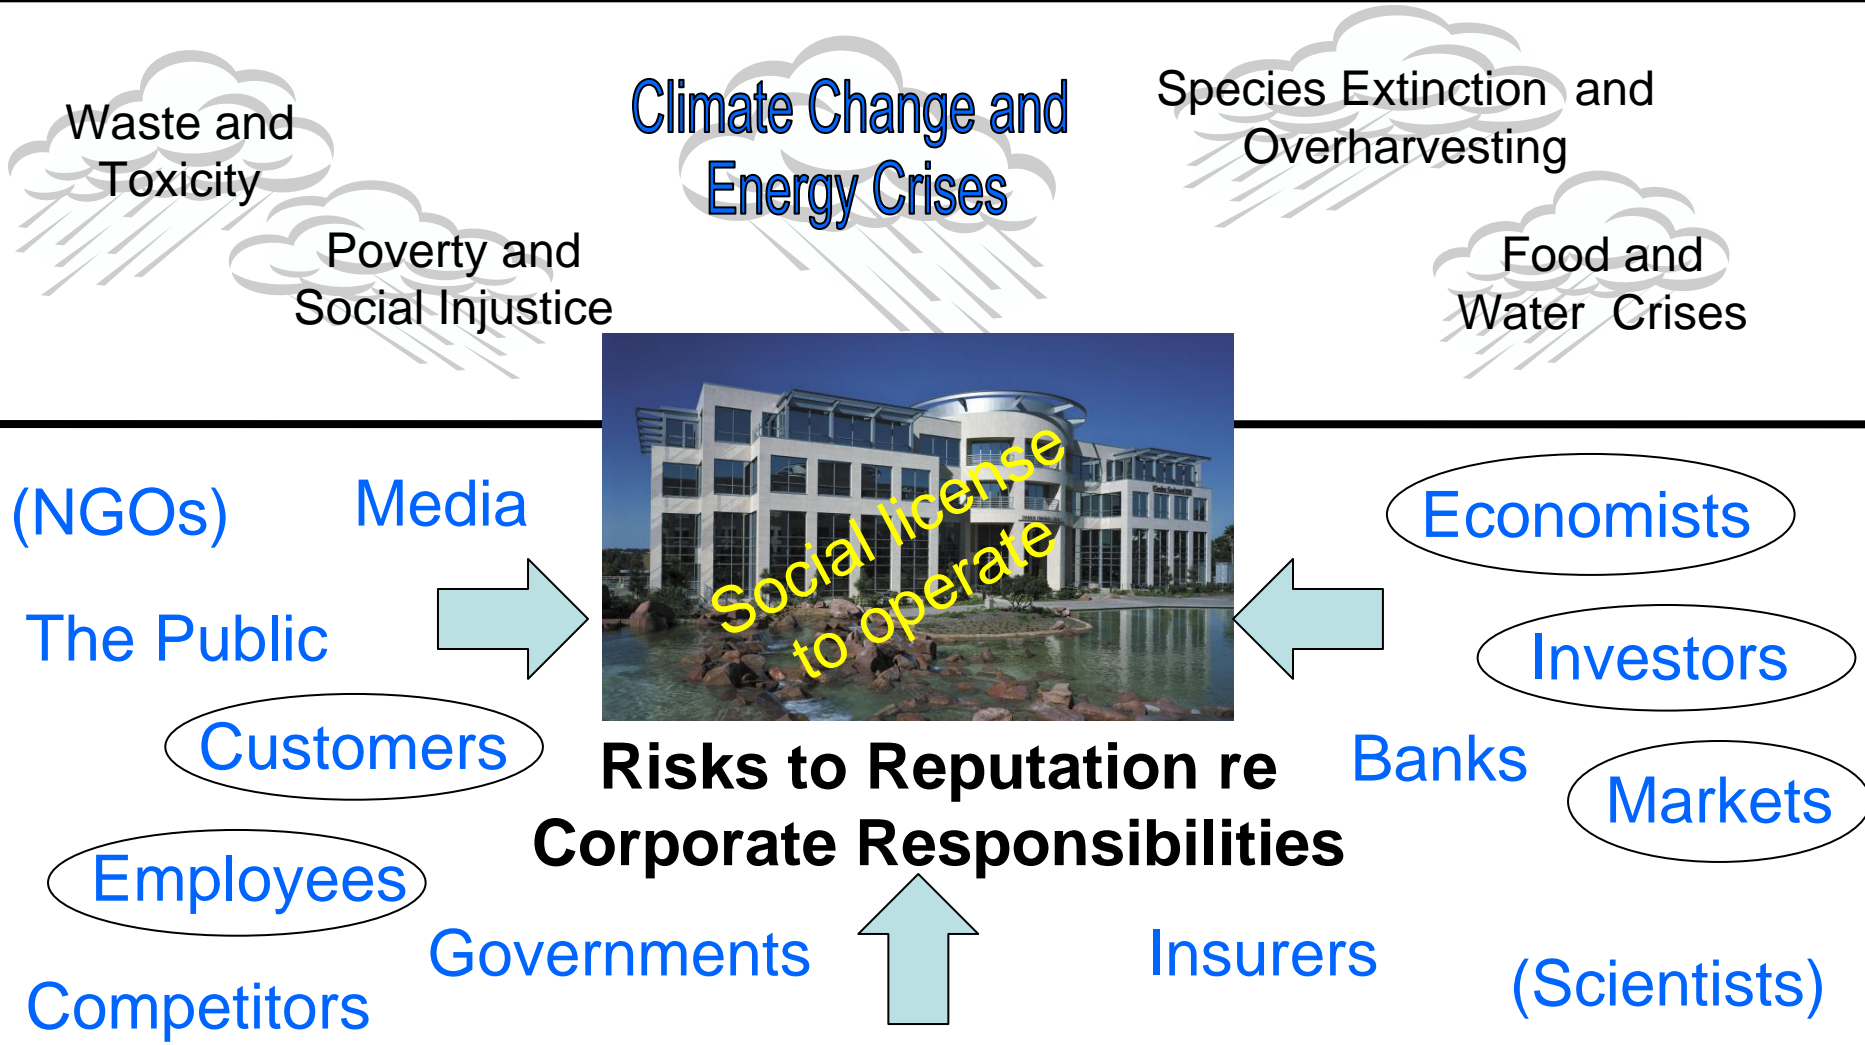 Waste and
Toxicity
Poverty and
Social Injustice
Climate Change and
Energy Crises
Species Extinction and
Overharvesting
Food and
Water Crises
(NGOs)
Media
The Public
Customers
Employees
Competitors
Governments
Social license
to operate
Risks to Reputation re
Corporate Responsibilities
Economists
Investors
Banks
Markets
Insurers
(Scientists)